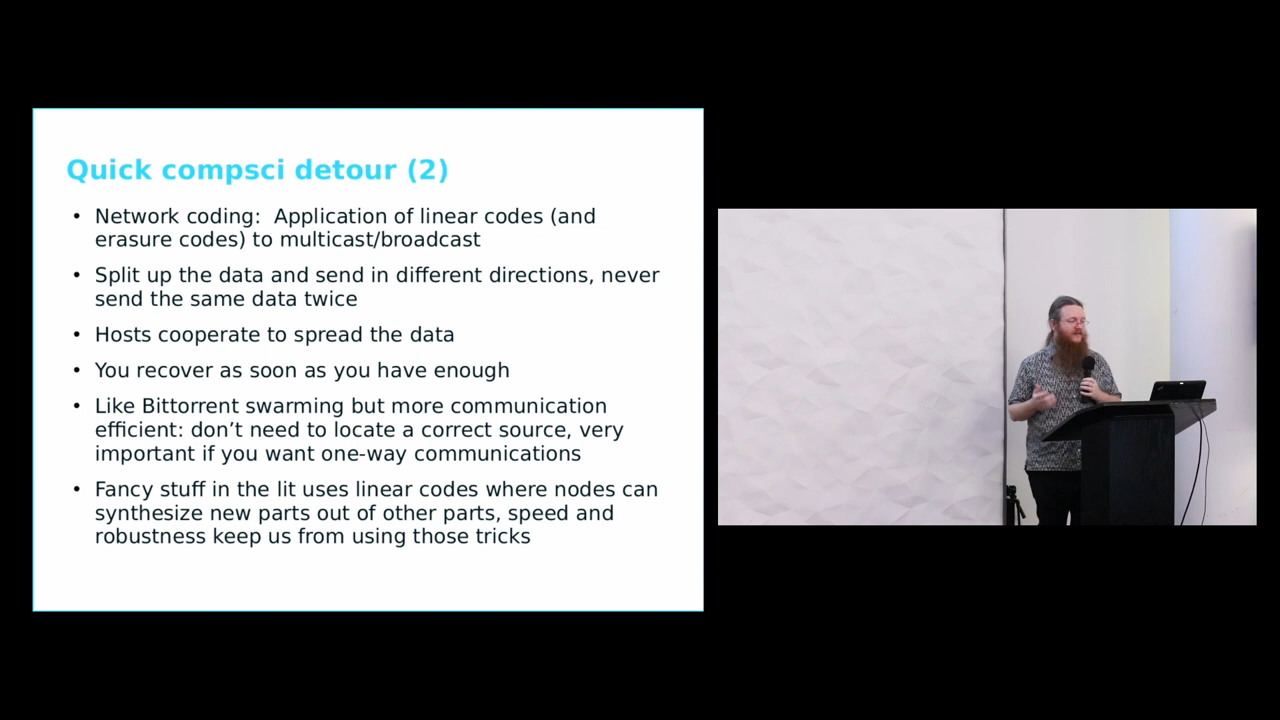 Quick compsci detour (2)
• Network coding:  Application of linear codes (and
erasure codes) to multicast/broadcast
• Split up the data and send in different directions, never
send the same data twice
• Hosts cooperate to spread the data
• You recover as soon as you have enough
• Like Bittorrent swarming but more communication
efficient: don’t need to locate a correct source, very
important if you want one-way communications
• Fancy stuff in the lit uses linear codes where nodes can
synthesize new parts out of other parts, speed and
robustness keep us from using those tricks